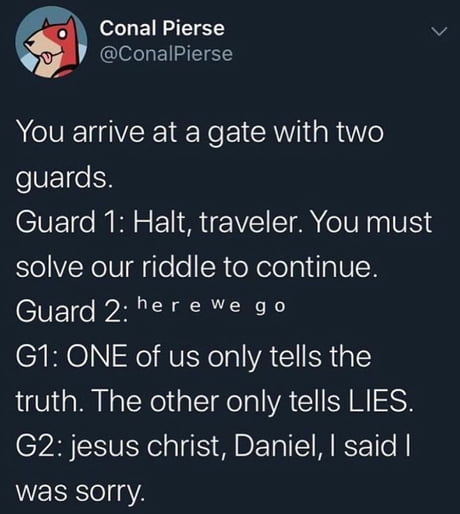 Conal Pierse
@ConalPierse
You arrive at a gate with two
guards.
Guard 1: Halt, traveler. You must
solve our riddle to continue.
Guard 2: ʰ ᵉ ʳ ᵉ ʷ ᵉ ᵍ ᵒ
G1: ONE of us only tells the
truth. The other only tells LIES.
G2: jesus christ, Daniel, I said I
was sorry.